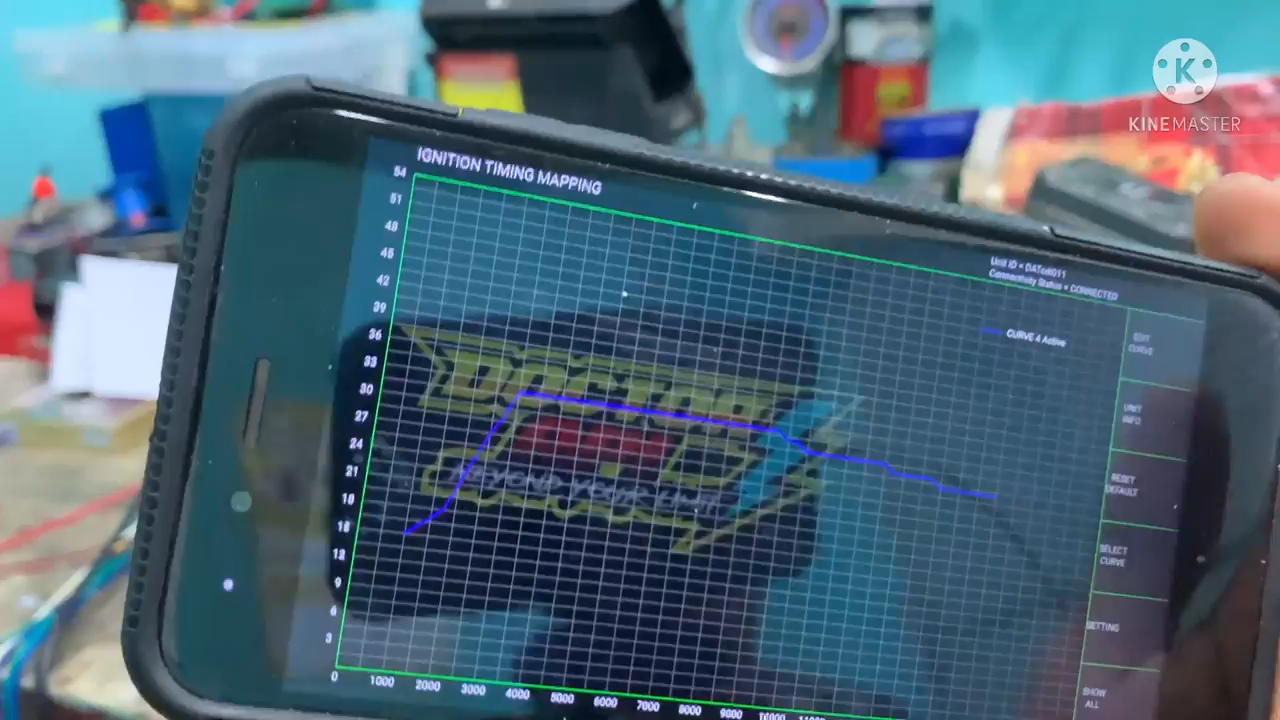 K
KINEMASTER
IGNITION TIMING MAPPING
Unit ID = DATcdi011
Connectivity Status = CONNECTED
CURVE 4 Active
54
51
48
45
42
39
36
33
30
27
24
21
18
15
12
9
6
3
0
1000
2000
3000
4000
5000
6000
7000
8000
9000
10000
EDIT
CURVE
UNIT
INFO
RESET
DEFAULT
SELECT
CURVE
SETTING
SHOW
ALL
BEYOND YOUR LIMIT